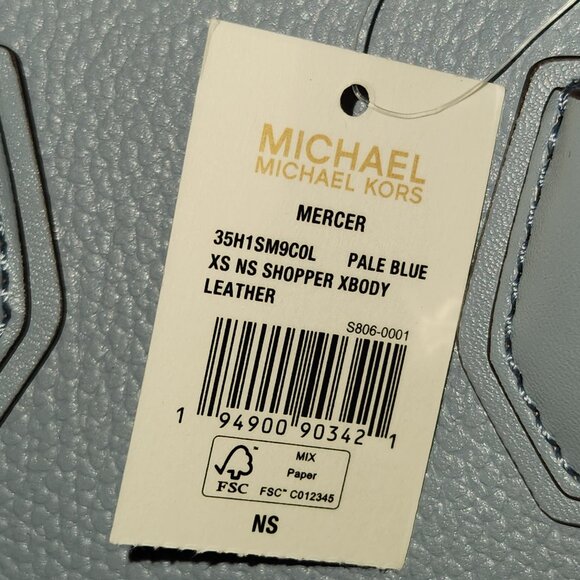 MICHAEL
MICHAEL KORS
MERCER
35H1SM9C0L PALE BLUE
XS NS SHOPPER XBODY
LEATHER
S806-0001
1 94900 90342 1
MIX
Paper
FSC™ C012345
FSC
NS